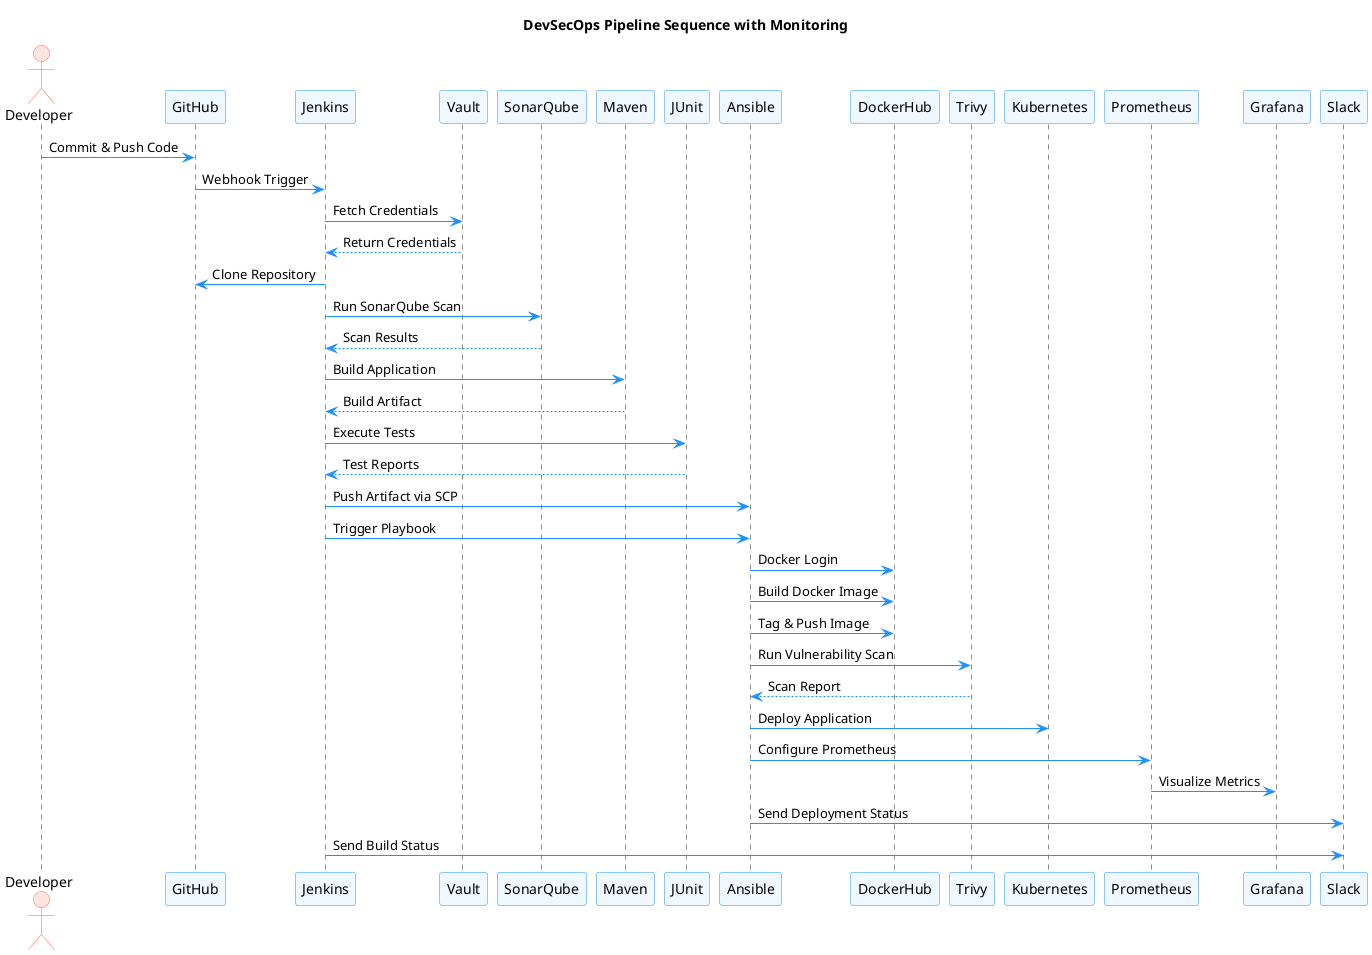 DevSecOps Pipeline Sequence with Monitoring
Developer
GitHub
Jenkins
Vault
SonarQube
Maven
JUnit
Ansible
DockerHub
Trivy
Kubernetes
Prometheus
Grafana
Slack
Commit & Push Code
Webhook Trigger
Fetch Credentials
Return Credentials
Clone Repository
Run SonarQube Scan
Scan Results
Build Application
Build Artifact
Execute Tests
Test Reports
Push Artifact via SCP
Trigger Playbook
Docker Login
Build Docker Image
Tag & Push Image
Run Vulnerability Scan
Scan Report
Deploy Application
Configure Prometheus
Visualize Metrics
Send Deployment Status
Send Build Status
Developer
GitHub
Jenkins
Vault
SonarQube
Maven
JUnit
Ansible
DockerHub
Trivy
Kubernetes
Prometheus
Grafana
Slack